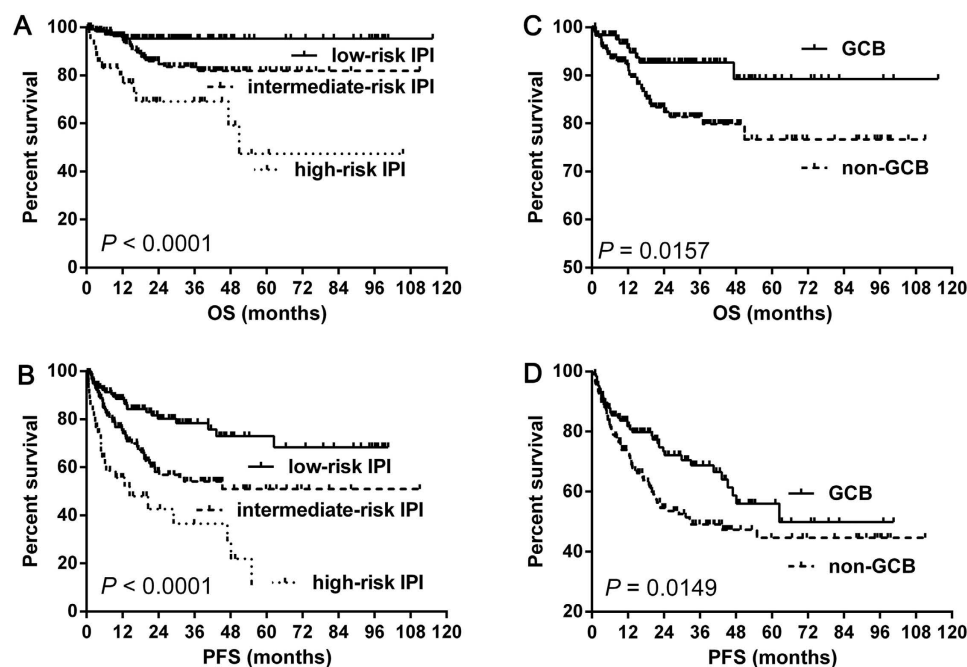 A
Percent survival
100
80
60
40
20
0
low-risk IPI
intermediate-risk IPI
high-risk IPI
P < 0.0001
0 12 24 36 48 60 72 84 96 108 120
OS (months)
C
Percent survival
100
90
80
70
60
50
GCB
non-GCB
P = 0.0157
0 12 24 36 48 60 72 84 96 108 120
OS (months)
B
Percent survival
100
80
60
40
20
0
low-risk IPI
intermediate-risk IPI
high-risk IPI
P < 0.0001
0 12 24 36 48 60 72 84 96 108 120
PFS (months)
D
Percent survival
100
80
60
40
20
GCB
non-GCB
P = 0.0149
0 12 24 36 48 60 72 84 96 108 120
PFS (months)